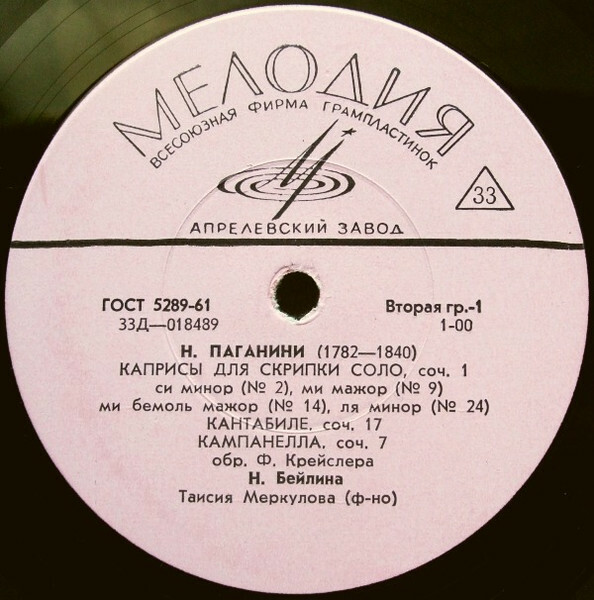 МЕЛОДИЯ
ВСЕСОЮЗНАЯ ФИРМА ГРАМПЛАСТИНОК
33
АПРЕЛЕВСКИЙ ЗАВОД
ГОСТ 5289-61 Вторая гр.-1
33Д—018489 1-00
Н. ПАГАНИНИ (1782—1840)
КАПРИСЫ ДЛЯ СКРИПКИ СОЛО, соч. 1
си минор (№ 2), ми мажор (№ 9)
ми бемоль мажор (№ 14), ля минор (№ 24)
КАНТАБИЛЕ, соч. 17
КАМПАНЕЛЛА, соч. 7
обр. Ф. Крейслера
Н. Бейлина
Таисия Меркулова (ф-но)